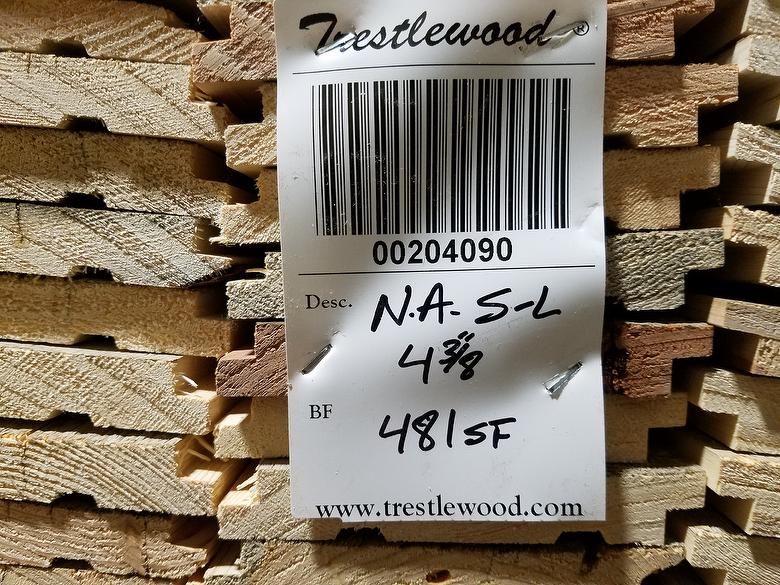 Trestlewood®
00204090
Desc. N.A. S-L
4 3/8"
BF
481 SF
www.trestlewood.com